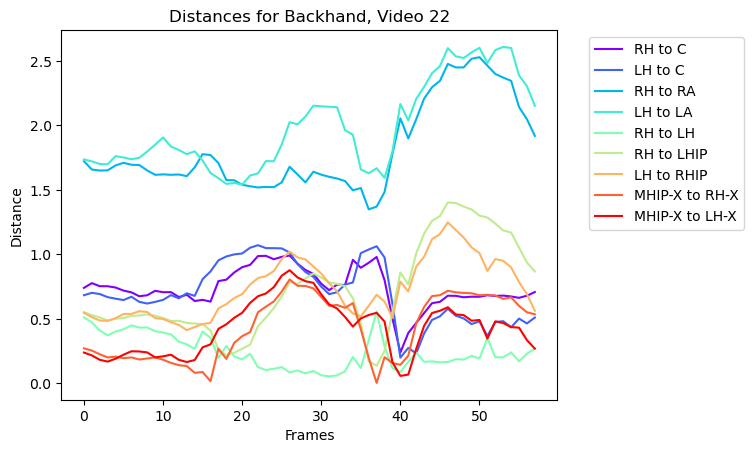 Distances for Backhand, Video 22
2.5
2.0
1.5
1.0
0.5
0.0
Distance
0 10 20 30 40 50
Frames
RH to C
LH to C
RH to RA
LH to LA
RH to LH
RH to LHIP
LH to RHIP
MHIP-X to RH-X
MHIP-X to LH-X